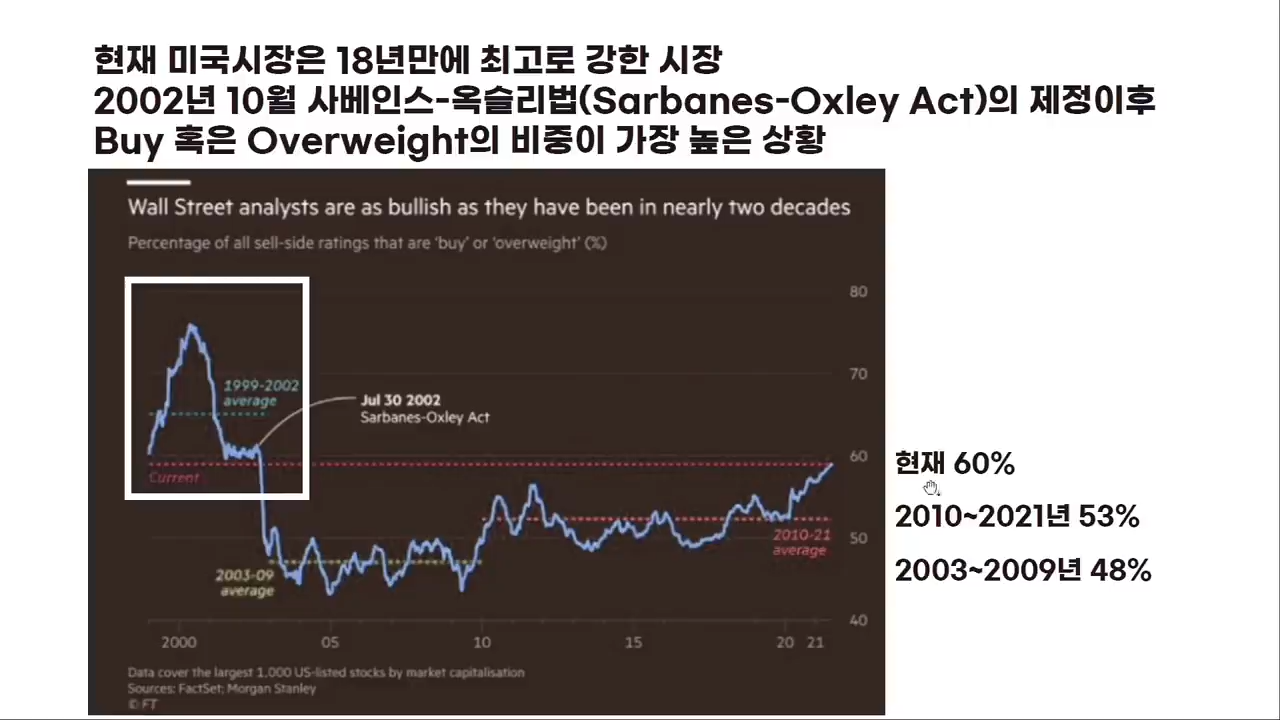 현재 미국시장은 18년만에 최고로 강한 시장
2002년 10월 사베인스-옥슬리법(Sarbanes-Oxley Act)의 제정이후
Buy 혹은 Overweight의 비중이 가장 높은 상황
Wall Street analysts are as bullish as they have been in nearly two decades
Percentage of all sell-side ratings that are 'buy' or 'overweight' (%)
80
70
1999-2002
average
Jul 30 2002
Sarbanes-Oxley Act
60
Current
현재 60%
2010~2021년 53%
50
2010-21
average
2003-09
average
2003~2009년 48%
40
2000
05
10
15
20
21
Data cover the largest 1,000 US-listed stocks by market capitalisation
Sources: FactSet; Morgan Stanley
© FT